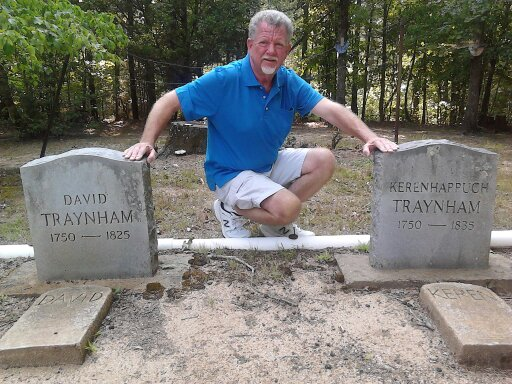 DAVID
TRAYNHAM
1750 — 1825
KERENHAPPUCH
TRAYNHAM
1750 — 1835
DAVID